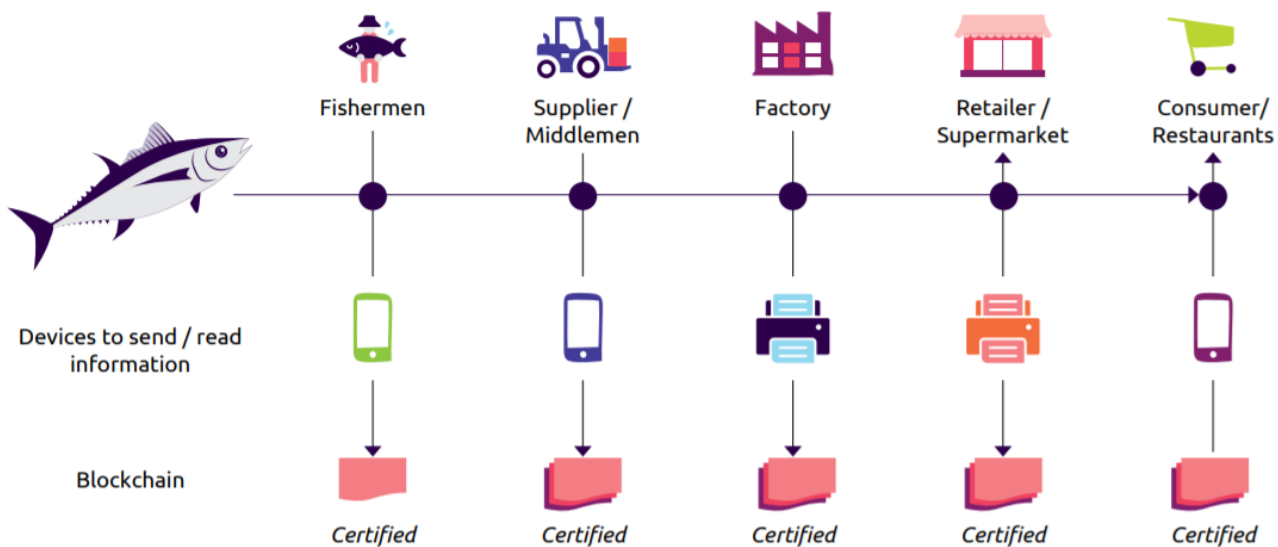 Fishermen
Supplier /
Middlemen
Factory
Retailer /
Supermarket
Consumer/
Restaurants
Devices to send / read
information
Blockchain
Certified
Certified
Certified
Certified
Certified